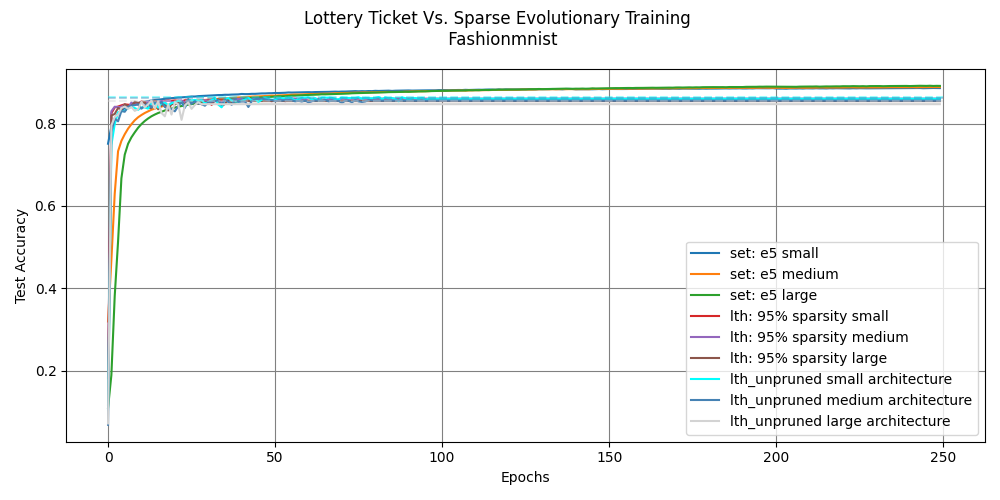 Lottery Ticket Vs. Sparse Evolutionary Training
Fashionmnist
Test Accuracy
0.8
0.6
0.4
0.2
0
50
100
150
200
250
Epochs
set: e5 small
set: e5 medium
set: e5 large
lth: 95% sparsity small
lth: 95% sparsity medium
lth: 95% sparsity large
lth_unpruned small architecture
lth_unpruned medium architecture
lth_unpruned large architecture